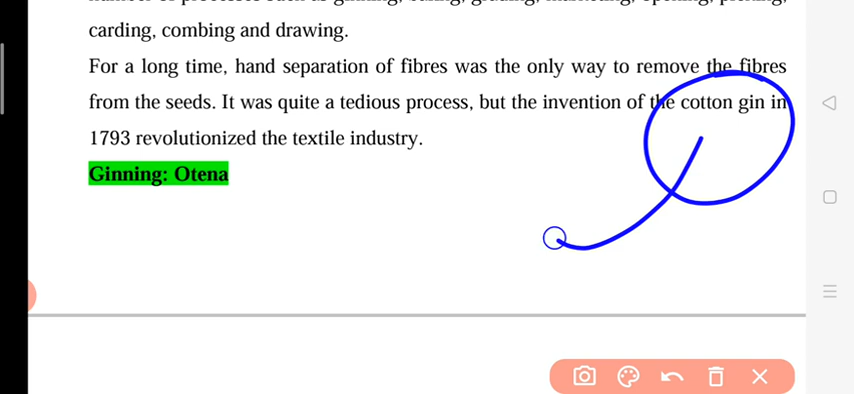 carding, combing and drawing.
For a long time, hand separation of fibres was the only way to remove the fibres
from the seeds. It was quite a tedious process, but the invention of the cotton gin in
1793 revolutionized the textile industry.
Ginning: Otena